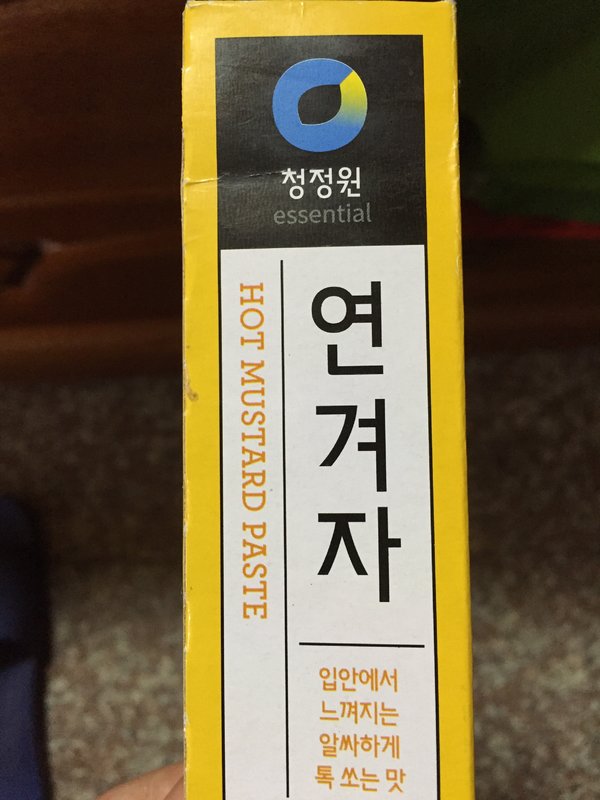 청정원
essential
HOT MUSTARD PASTE
연겨자
입안에서
느껴지는
알싸하게
톡 쏘는 맛